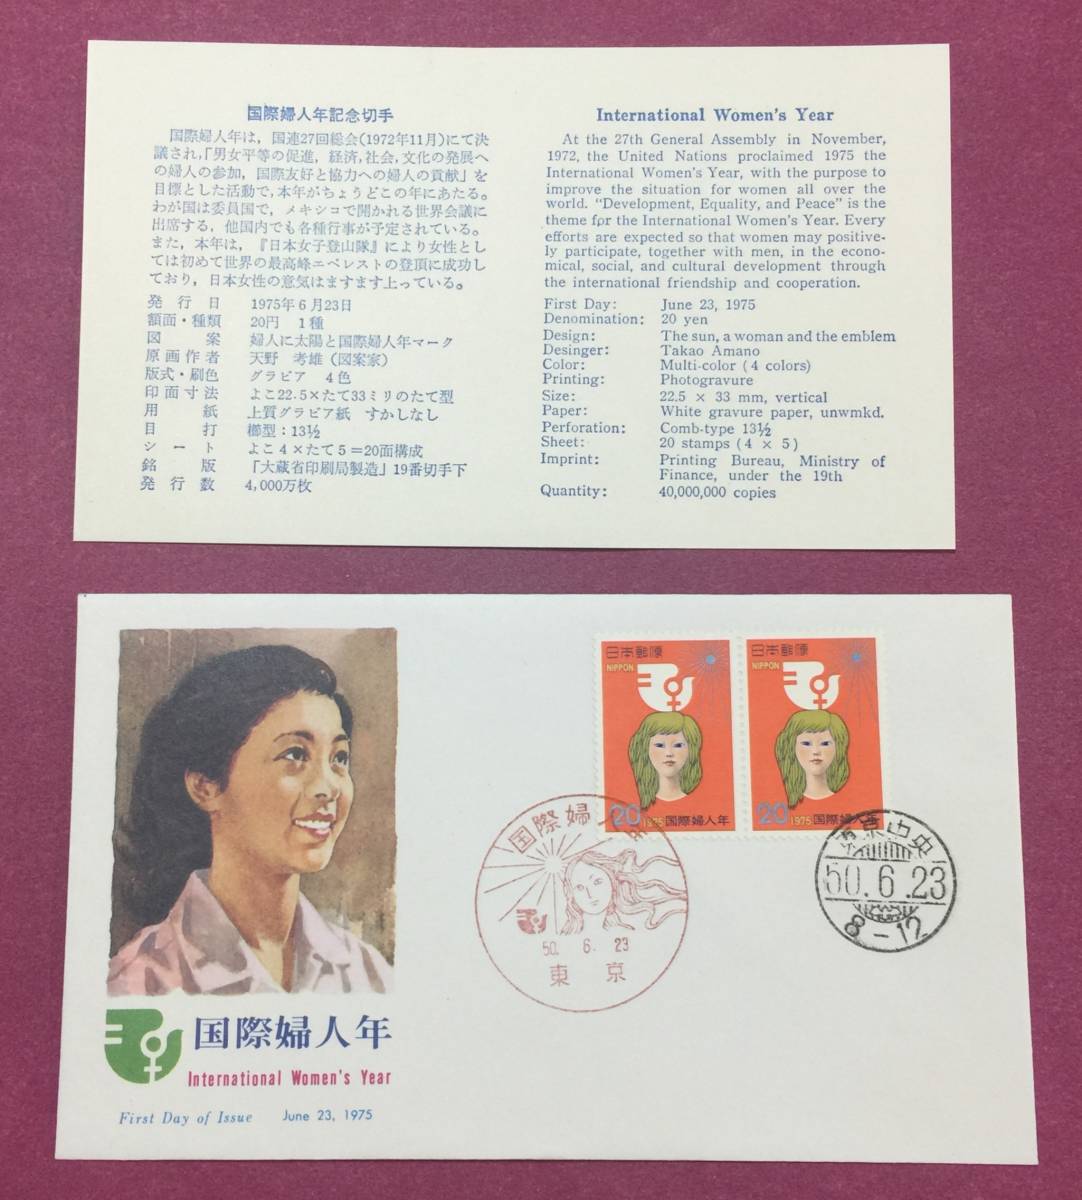 国際婦人年記念切手
国際婦人年は，国連27回総会(1972年11月)にて決
議され，「男女平等の促進，経済，社会，文化の発展へ
の婦人の参加，国際友好と協力への婦人の貢献」を
目標とした活動で，本年がちょうどこの年にあたる。
わが国は委員国で，メキシコで開かれる世界会議に
出席する，他国内でも各種行事が予定されている。
また，本年は，『日本女子登山隊』により女性とし
ては初めて世界の最高峰エベレストの登頂に成功し
ており，日本女性の意気はますます上っている。
発行日 1975年6月23日
額面・種類 20円 1種
図案 婦人に太陽と国際婦人年マーク
原画作者 天野 考雄（図案家）
版式・刷色 グラビア 4色
印面寸法 よこ22.5×たて33ミリのたて型
用紙 上質グラビア紙 すかしなし
目打 櫛型：13½
シート よこ4×たて5＝20面構成
銘版 「大蔵省印刷局製造」19番切手下
発行数 4,000万枚
International Women's Year
At the 27th General Assembly in November,
1972, the United Nations proclaimed 1975 the
International Women's Year, with the purpose to
improve the situation for women all over the
world. "Development, Equality, and Peace" is the
theme for the International Women's Year. Every
efforts are expected so that women may positive-
ly participate, together with men, in the econo-
mical, social, and cultural development through
the international friendship and cooperation.
First Day: June 23, 1975
Denomination: 20 yen
Design: The sun, a woman and the emblem
Desinger: Takao Amano
Color: Multi-color (4 colors)
Printing: Photogravure
Size: 22.5 × 33 mm, vertical
Paper: White gravure paper, unwmkd.
Perforation: Comb-type 13½
Sheet: 20 stamps (4 × 5)
Imprint: Printing Bureau, Ministry of
Finance, under the 19th
Quantity: 40,000,000 copies
日本郵便
NIPPON
20 1975 国際婦人年
日本郵便
NIPPON
20 1975 国際婦人年
国際婦
50. 6. 23
東京
東京中央
50.6.23
8-12
国際婦人年
International Women's Year
First Day of Issue June 23, 1975